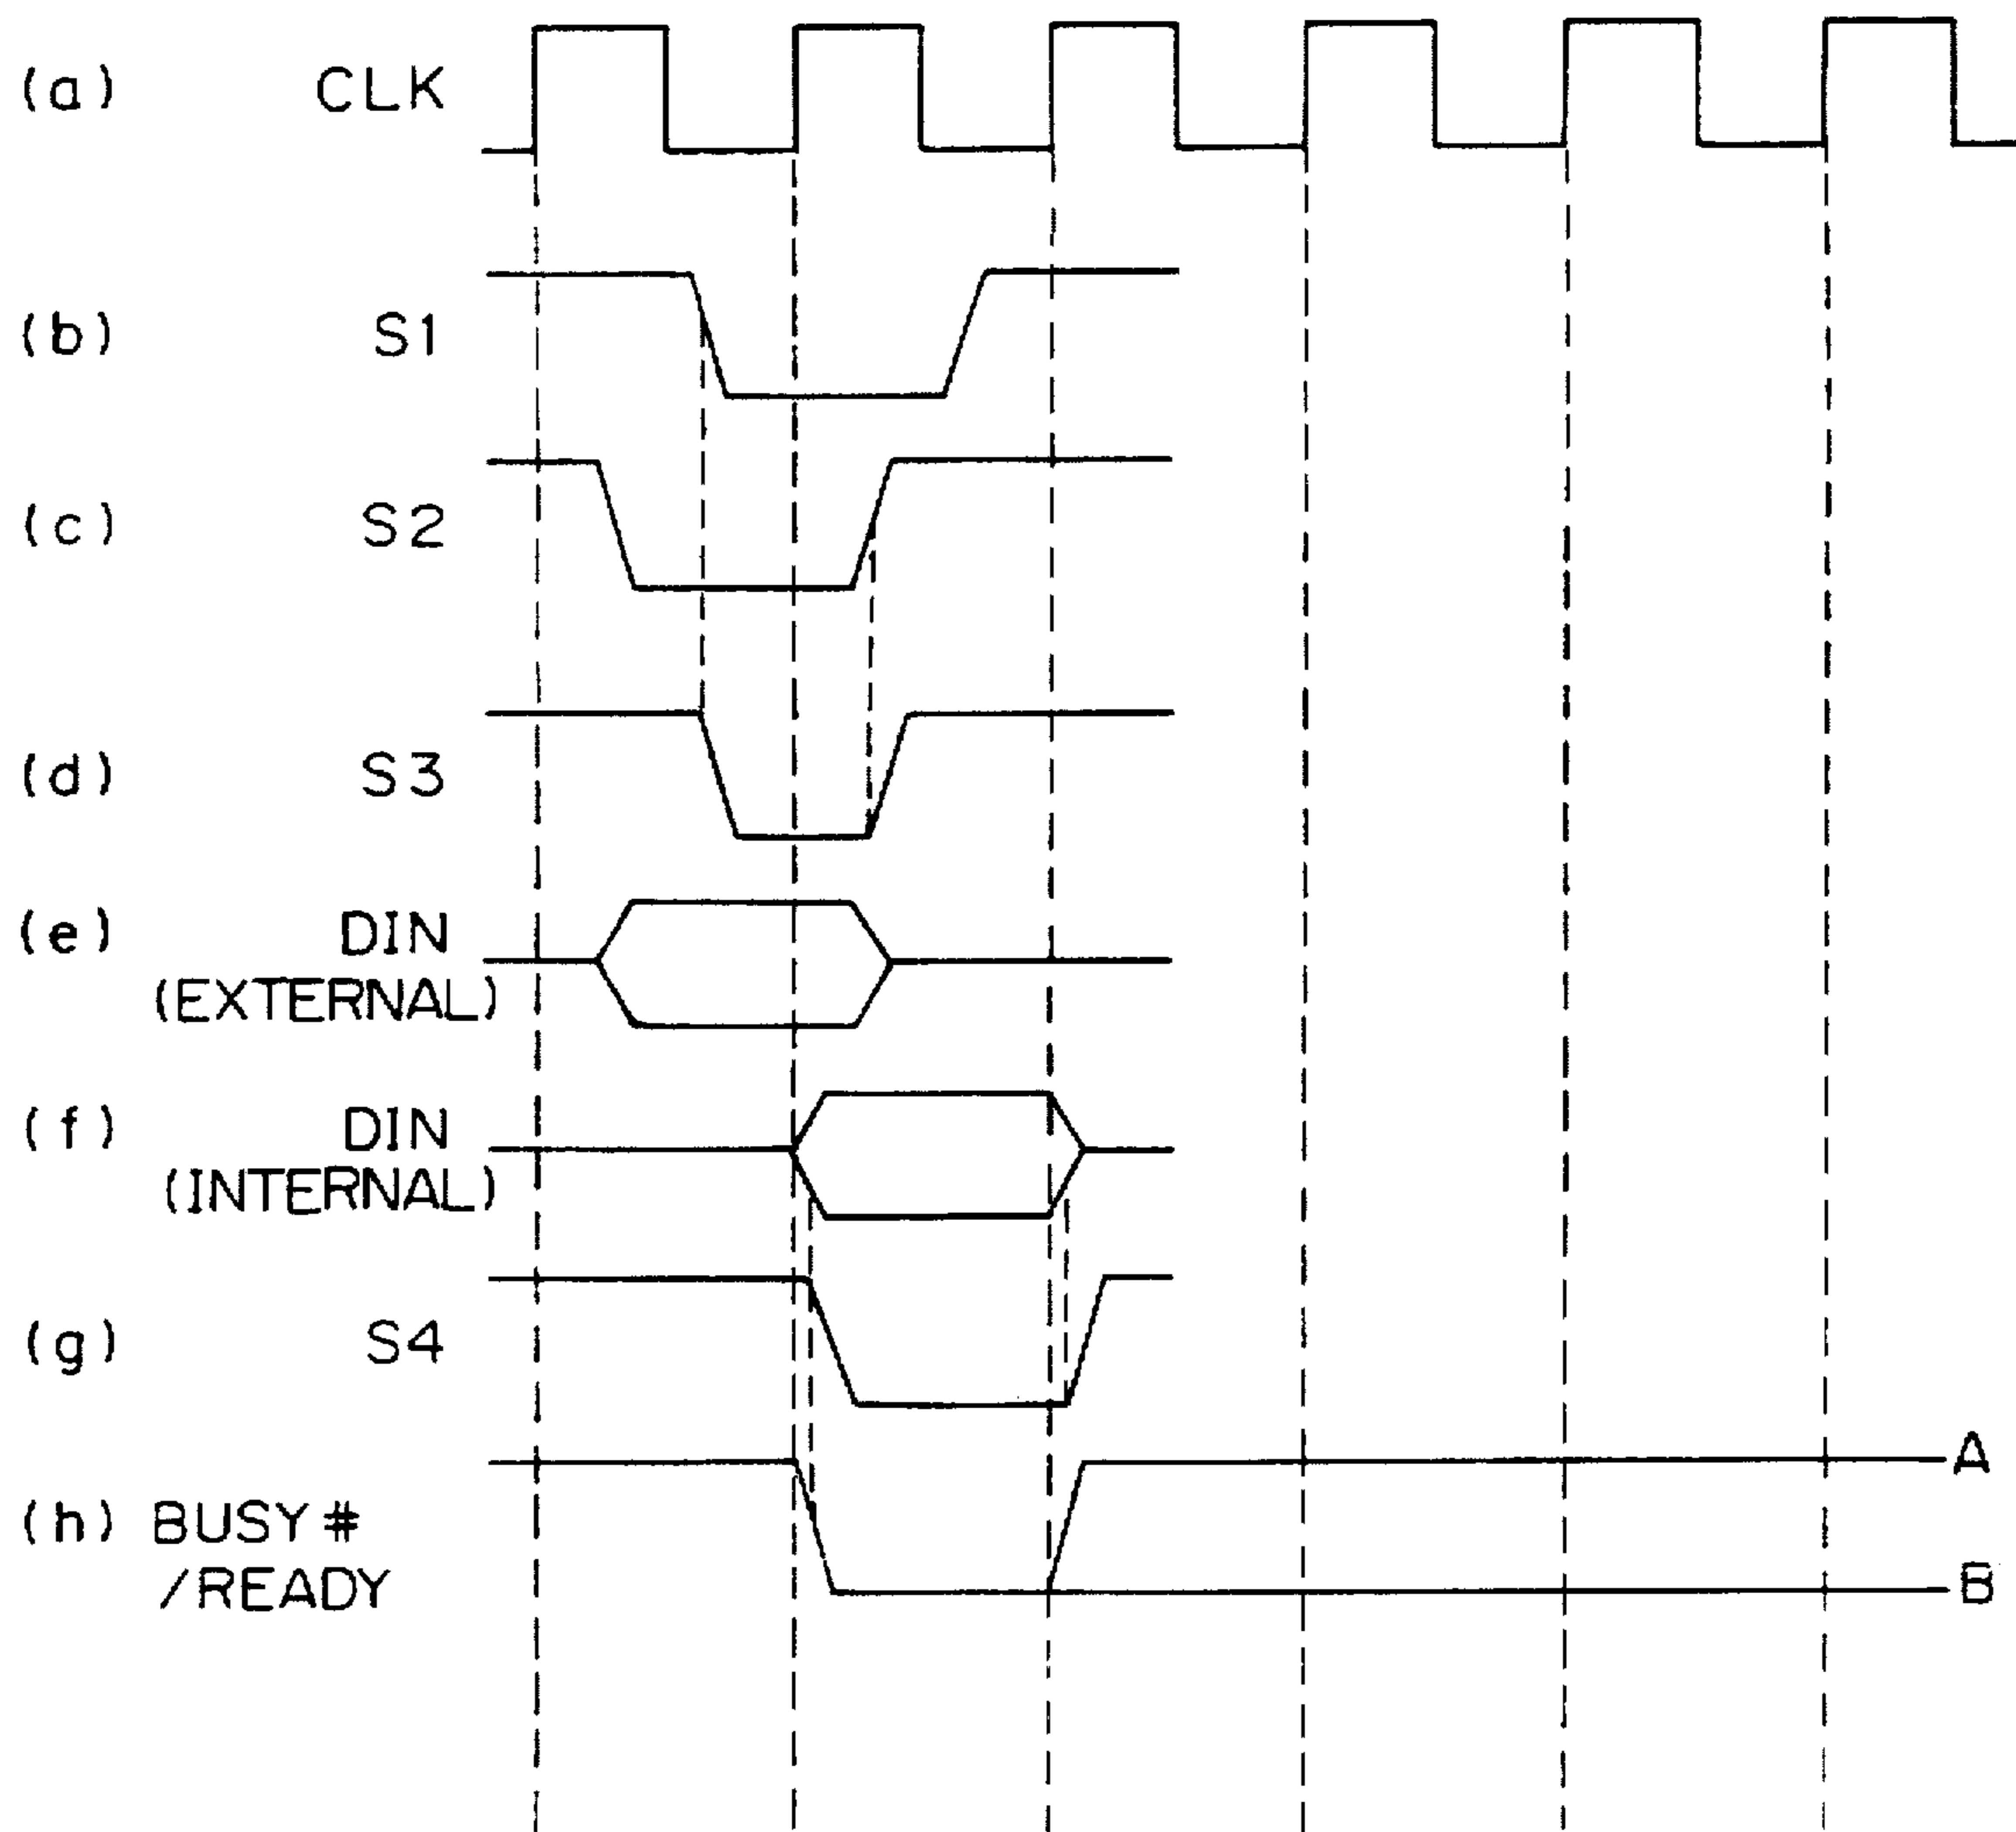 (a) CLK
(b) S1
(c) S2
(d) S3
(e) DIN
(EXTERNAL)
(f) DIN
(INTERNAL)
(g) S4
A
(h) BUSY#
/READY
B